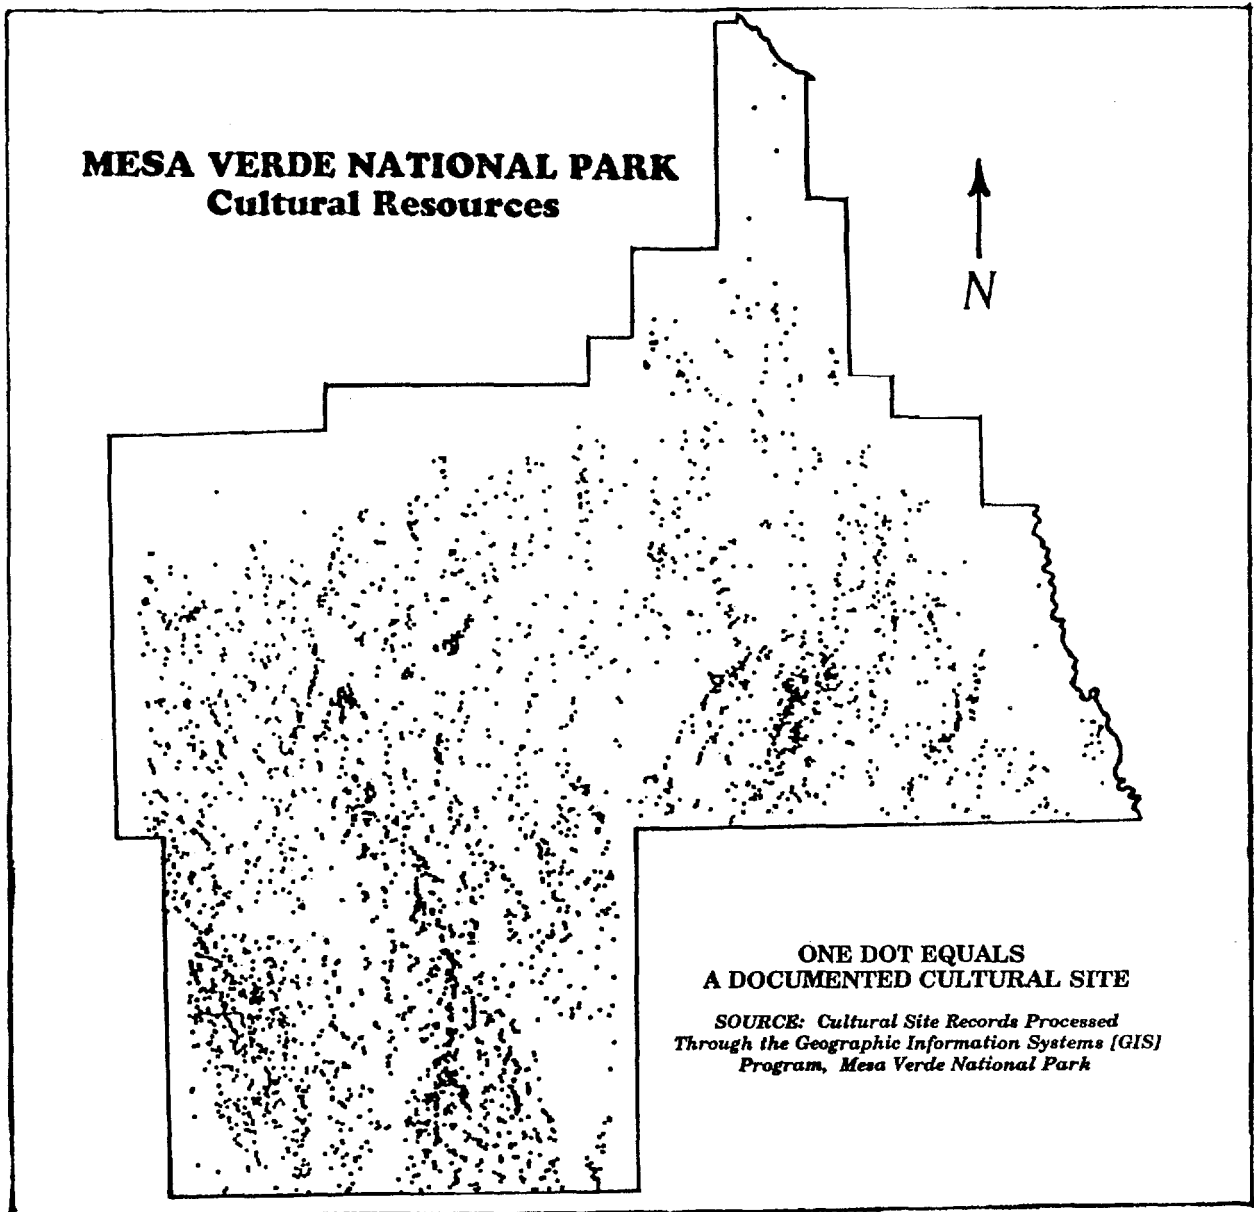 MESA VERDE NATIONAL PARK
Cultural Resources
N
ONE DOT EQUALS
A DOCUMENTED CULTURAL SITE
SOURCE: Cultural Site Records Processed
Through the Geographic Information Systems [GIS]
Program, Mesa Verde National Park